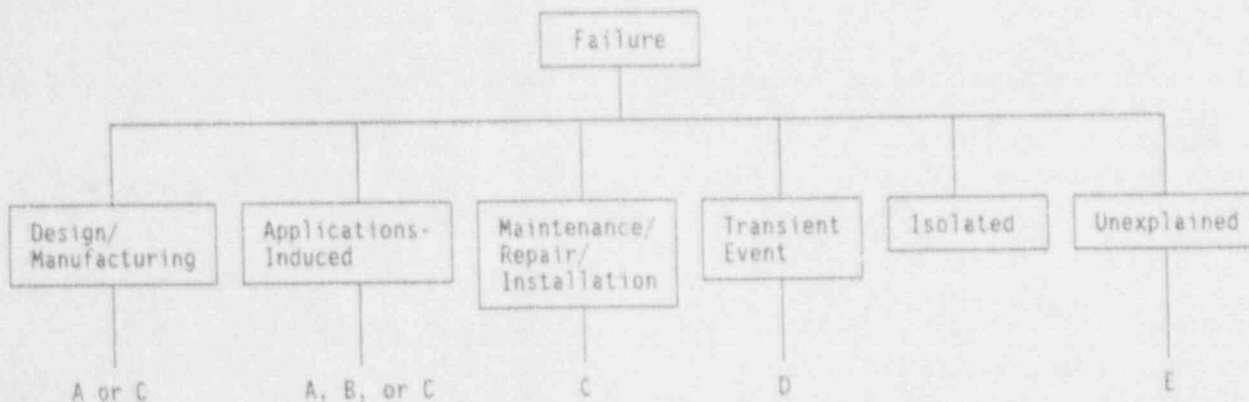 Failure
Design/
Manufacturing
Applications-
Induced
Maintenance/
Repair/
Installation
Transient
Event
Isolated
Unexplained
A or C
A, B, or C
C
D
E